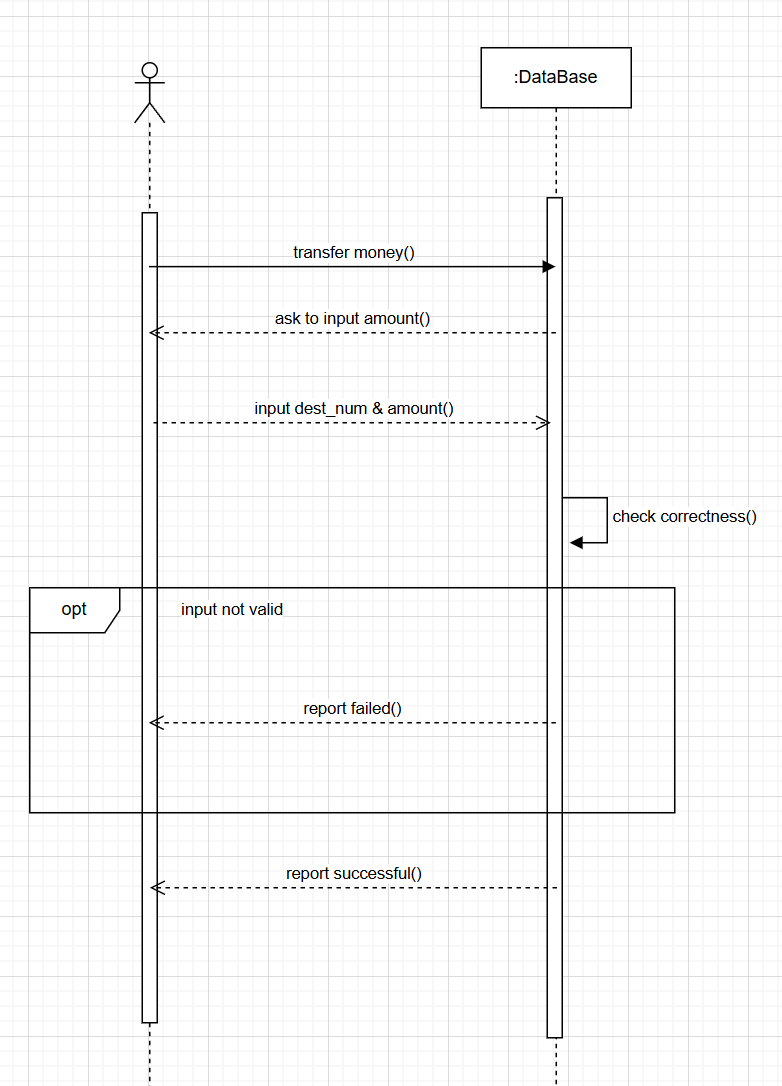 :DataBase
transfer money()
ask to input amount()
input dest_num & amount()
check correctness()
opt
input not valid
report failed()
report successful()